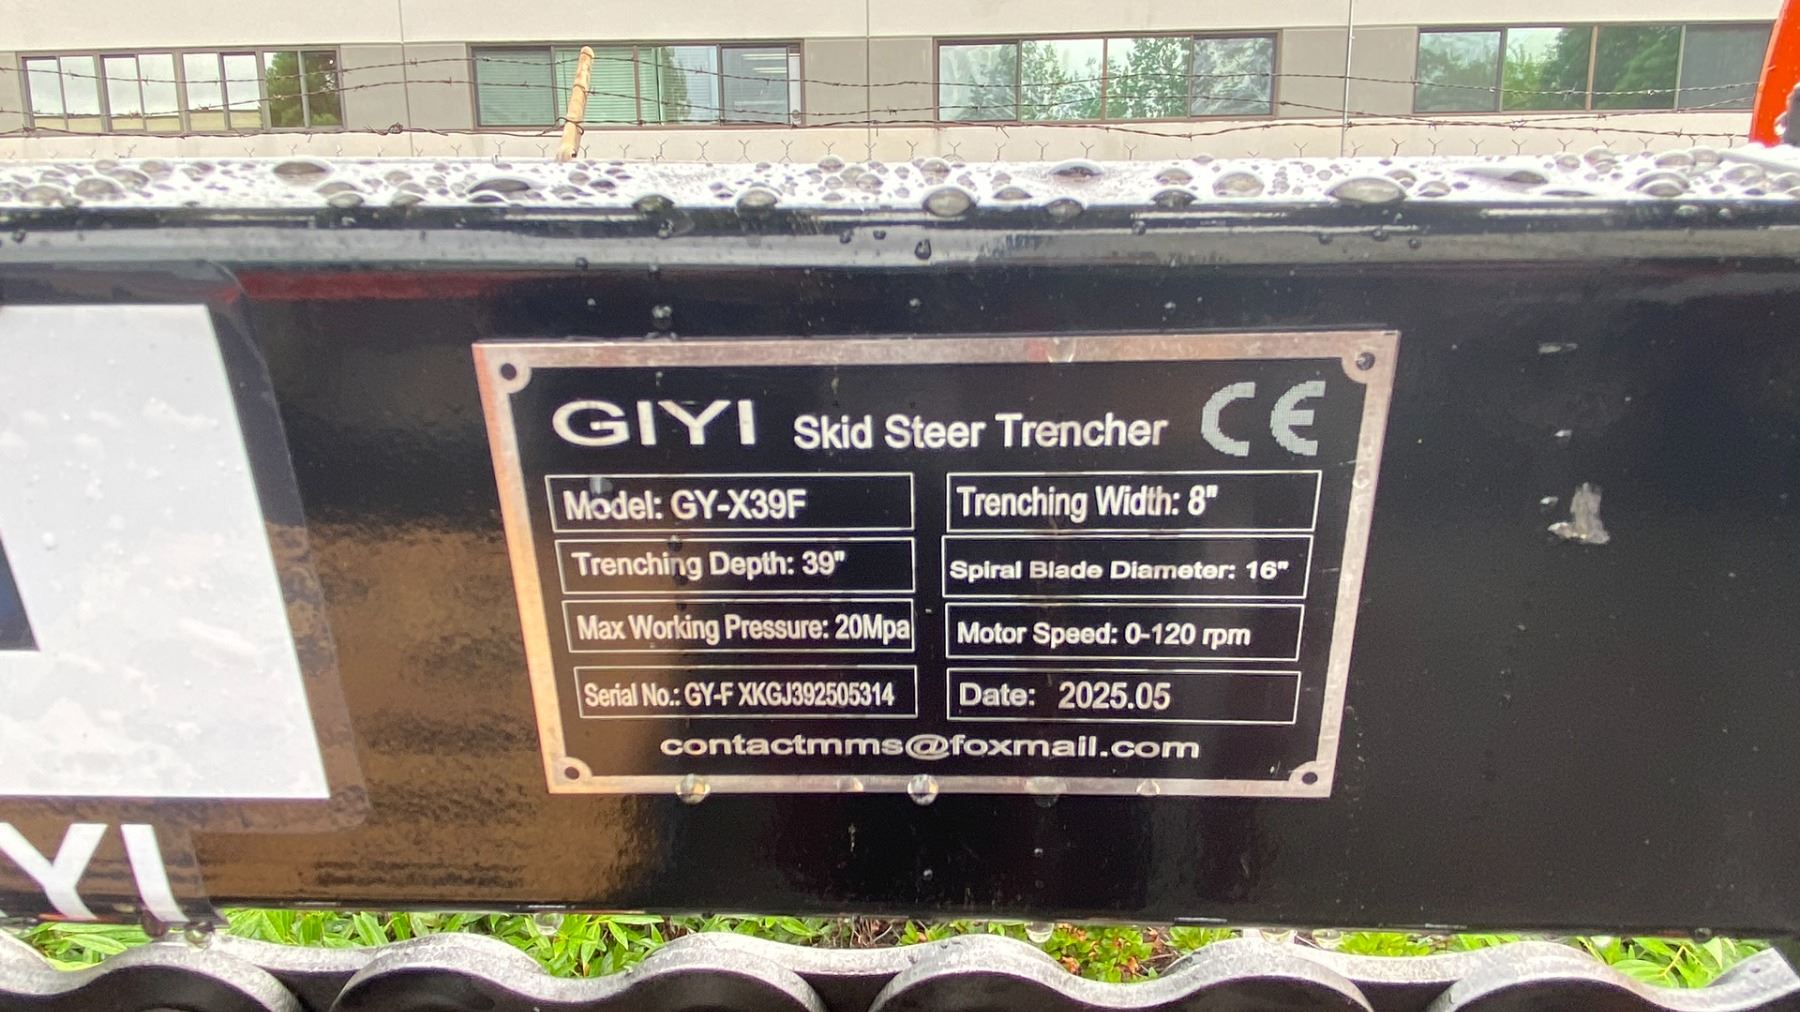 GIYI Skid Steer Trencher CE
Model: GY-X39F
Trenching Width: 8"
Trenching Depth: 39"
Spiral Blade Diameter: 16"
Max Working Pressure: 20Mpa
Motor Speed: 0-120 rpm
Serial No.: GY-F XKGJ392505314
Date: 2025.05
contactmms@foxmail.com
YI